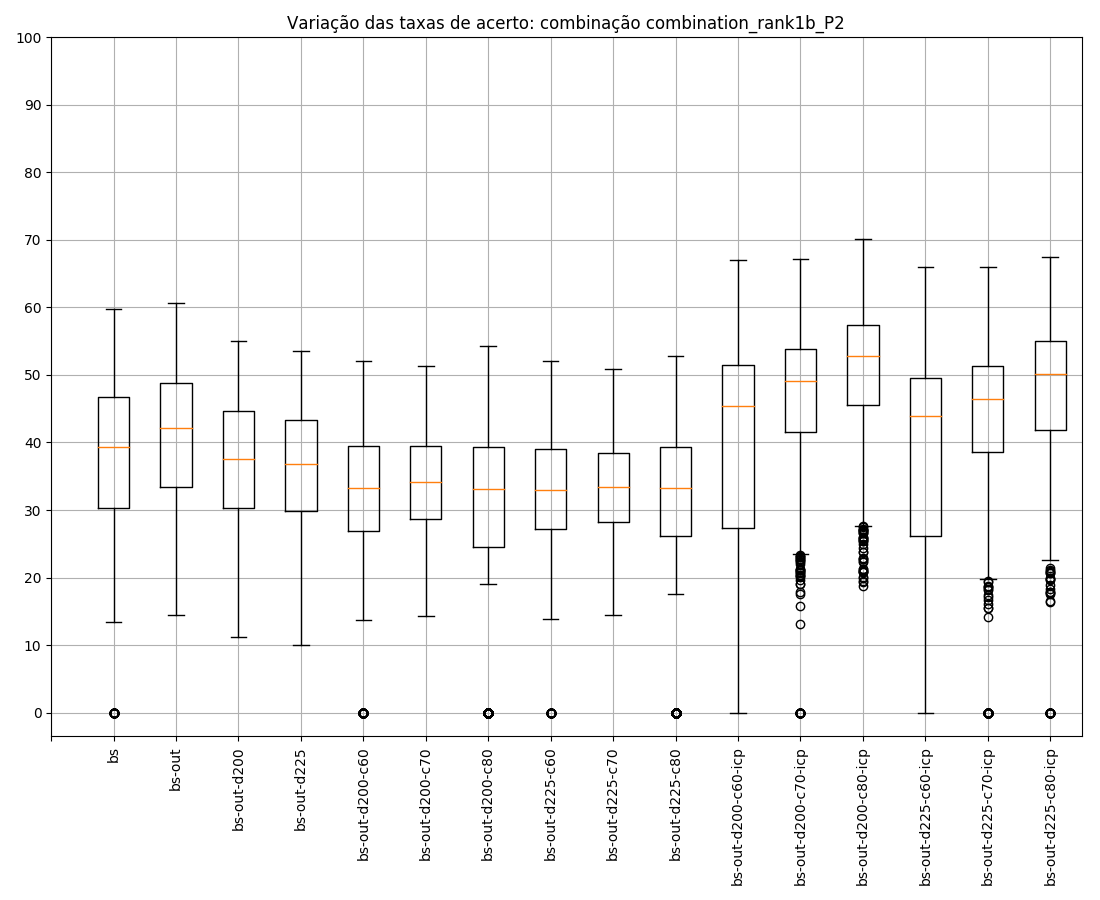 Variação das taxas de acerto: combinação combination_rank1b_P2
100
90
80
70
60
50
40
30
20
10
0
bs
bs-out
bs-out-d200
bs-out-d225
bs-out-d200-c60
bs-out-d200-c70
bs-out-d200-c80
bs-out-d225-c60
bs-out-d225-c70
bs-out-d225-c80
bs-out-d200-c60-icp
bs-out-d200-c70-icp
bs-out-d200-c80-icp
bs-out-d225-c60-icp
bs-out-d225-c70-icp
bs-out-d225-c80-icp